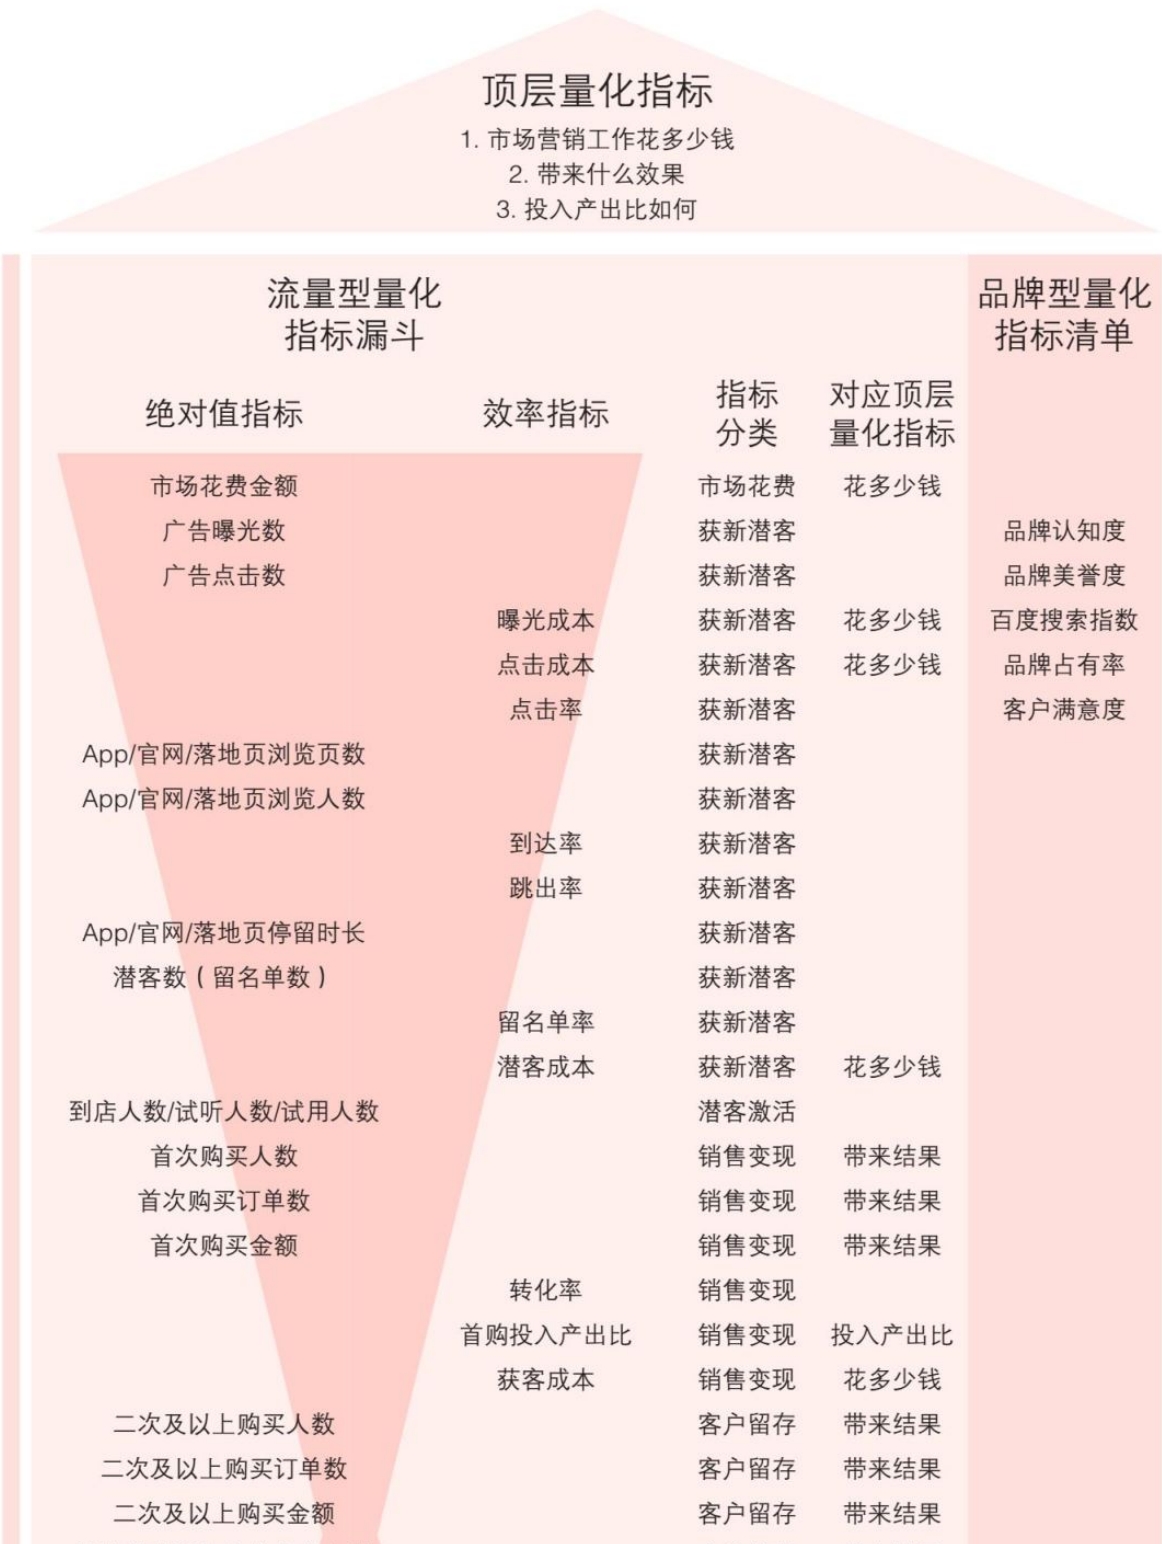 顶层量化指标
1. 市场营销工作花多少钱
2. 带来什么效果
3. 投入产出比如何
流量型量化
指标漏斗
品牌型量化
指标清单
绝对值指标
效率指标
指标
分类
对应顶层
量化指标
市场花费金额 市场花费 花多少钱
广告曝光数 获新潜客 品牌认知度
广告点击数 获新潜客 品牌美誉度
曝光成本 获新潜客 花多少钱 百度搜索指数
点击成本 获新潜客 花多少钱 品牌占有率
点击率 获新潜客 客户满意度
App/官网/落地页浏览页数 获新潜客
App/官网/落地页浏览人数 获新潜客
到达率 获新潜客
跳出率 获新潜客
App/官网/落地页停留时长 获新潜客
潜客数（留名单数） 获新潜客
留名单率 获新潜客
潜客成本 获新潜客 花多少钱
到店人数/试听人数/试用人数 潜客激活
首次购买人数 销售变现 带来结果
首次购买订单数 销售变现 带来结果
首次购买金额 销售变现 带来结果
转化率 销售变现
首购投入产出比 销售变现 投入产出比
获客成本 销售变现 花多少钱
二次及以上购买人数 客户留存 带来结果
二次及以上购买订单数 客户留存 带来结果
二次及以上购买金额 客户留存 带来结果